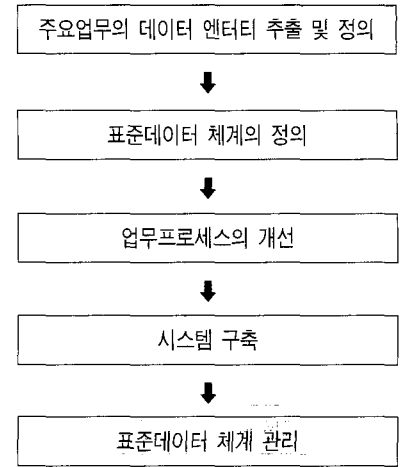 주요업무의 데이터 엔터티 추출 및 정의
표준데이터 체계의 정의
업무프로세스의 개선
시스템 구축
표준데이터 체계 관리